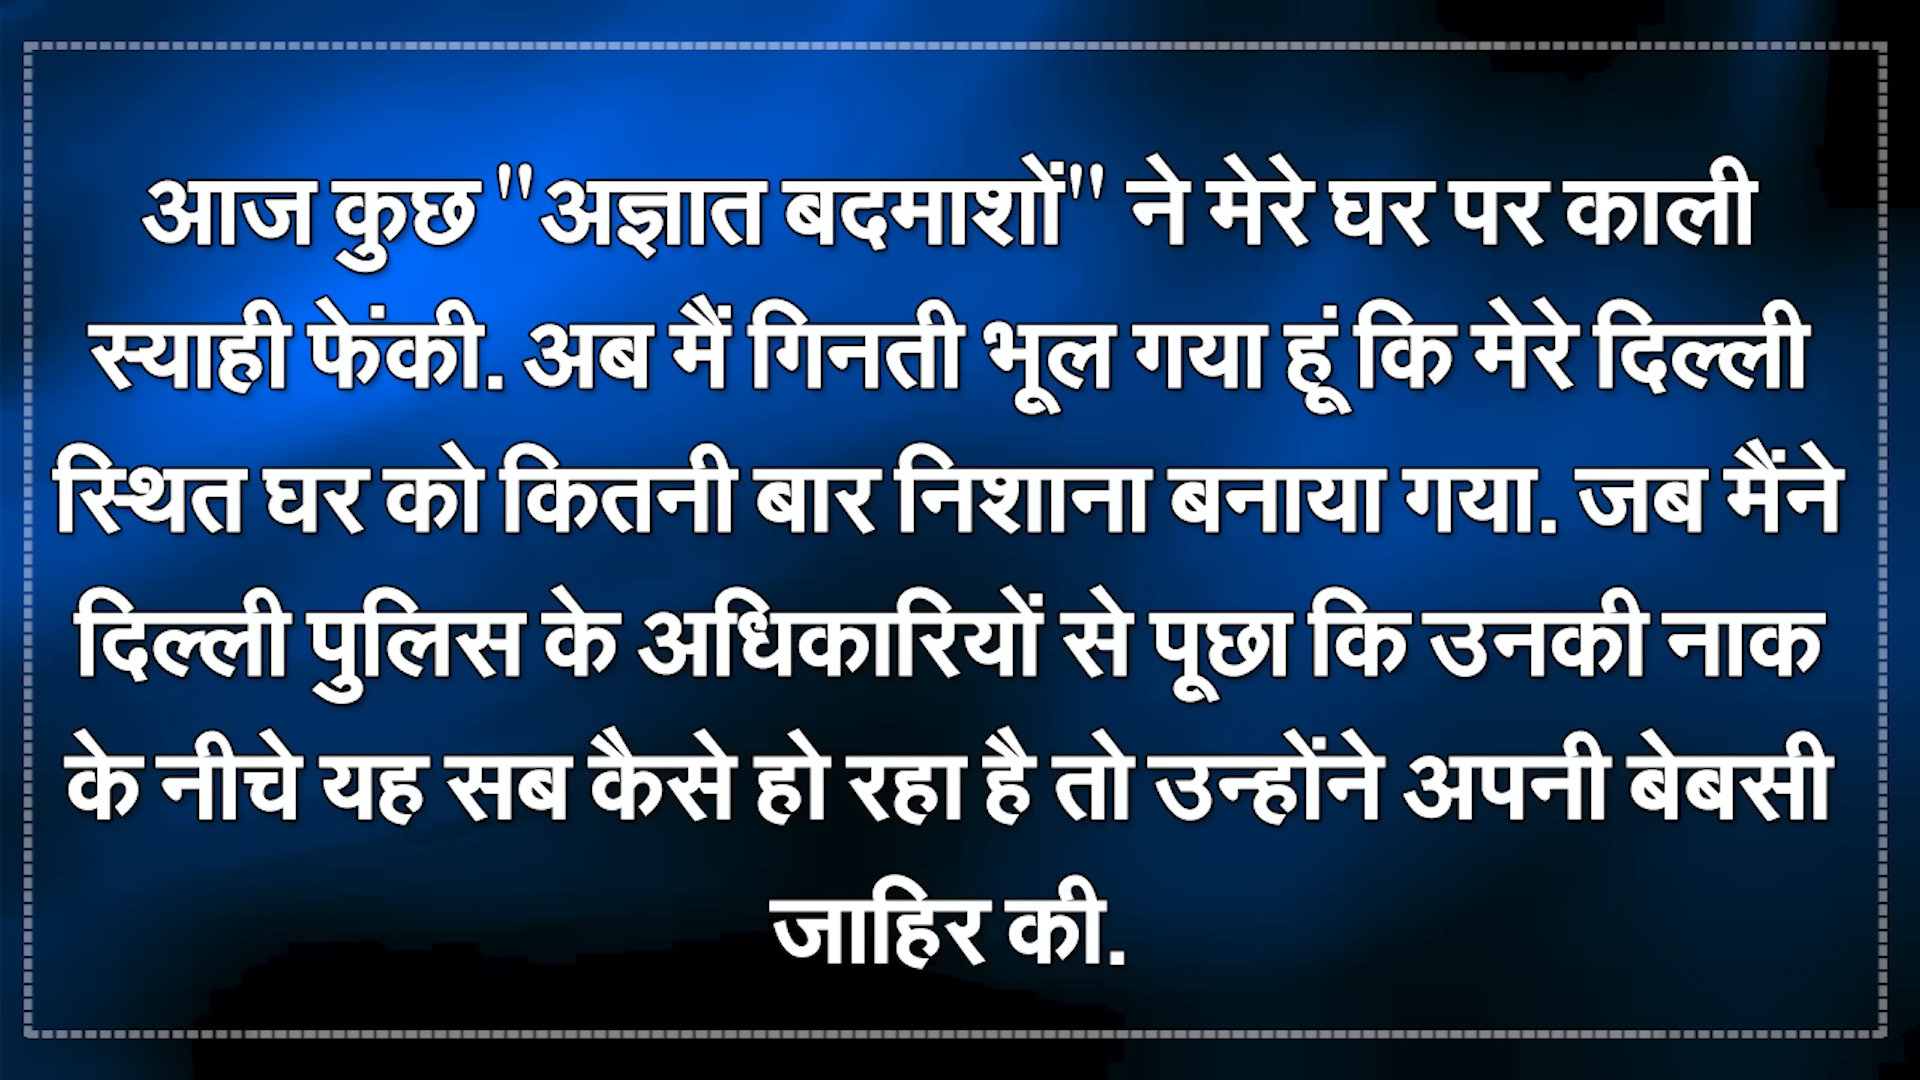 आज कुछ "अज्ञात बदमाशों" ने मेरे घर पर काली
स्याही फेंकी. अब मैं गिनती भूल गया हूं कि मेरे दिल्ली
स्थित घर को कितनी बार निशाना बनाया गया. जब मैंने
दिल्ली पुलिस के अधिकारियों से पूछा कि उनकी नाक
के नीचे यह सब कैसे हो रहा है तो उन्होंने अपनी बेबसी
जाहिर की.